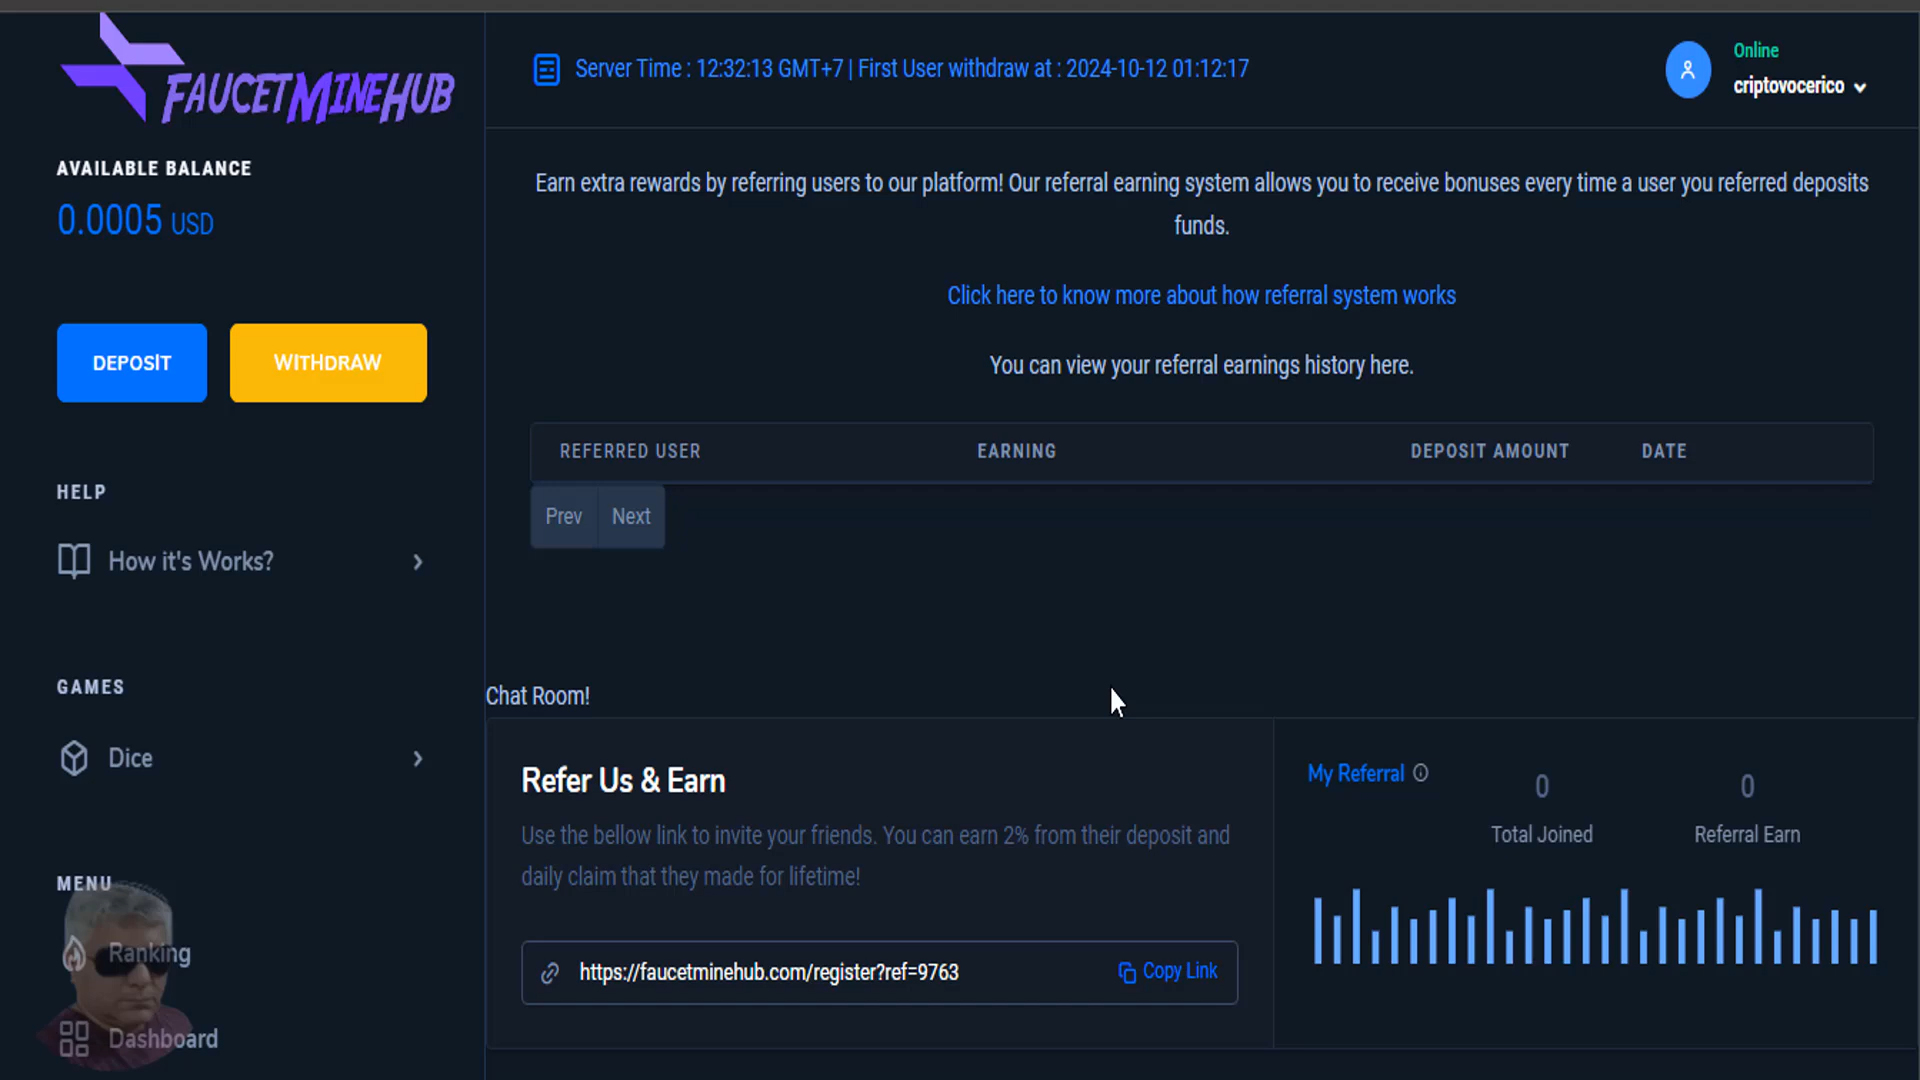 FAUCETMINEHUB
AVAILABLE BALANCE
0.0005 USD
DEPOSIT
WITHDRAW
HELP
How it's Works?
GAMES
Dice
MENU
Ranking
Dashboard
Server Time : 12:32:13 GMT+7 | First User withdraw at : 2024-10-12 01:12:17
Online
criptovocerico
Earn extra rewards by referring users to our platform! Our referral earning system allows you to receive bonuses every time a user you referred deposits
funds.
Click here to know more about how referral system works
You can view your referral earnings history here.
REFERRED USER EARNING DEPOSIT AMOUNT DATE
Prev Next
Chat Room!
Refer Us & Earn
Use the bellow link to invite your friends. You can earn 2% from their deposit and
daily claim that they made for lifetime!
https://faucetminehub.com/register?ref=9763
Copy Link
My Referral
0
Total Joined
0
Referral Earn